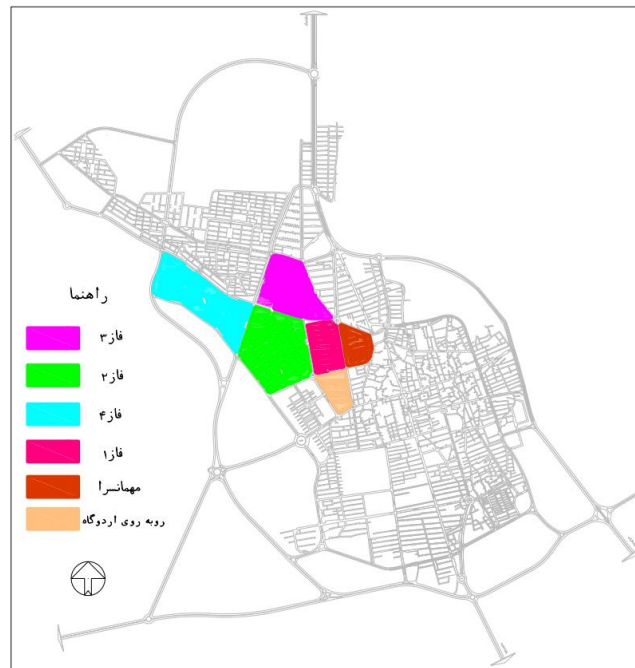 راهنما
فاز۳
فاز۲
فاز۴
فاز۱
مهمانسرا
روبه روی اردوگاه